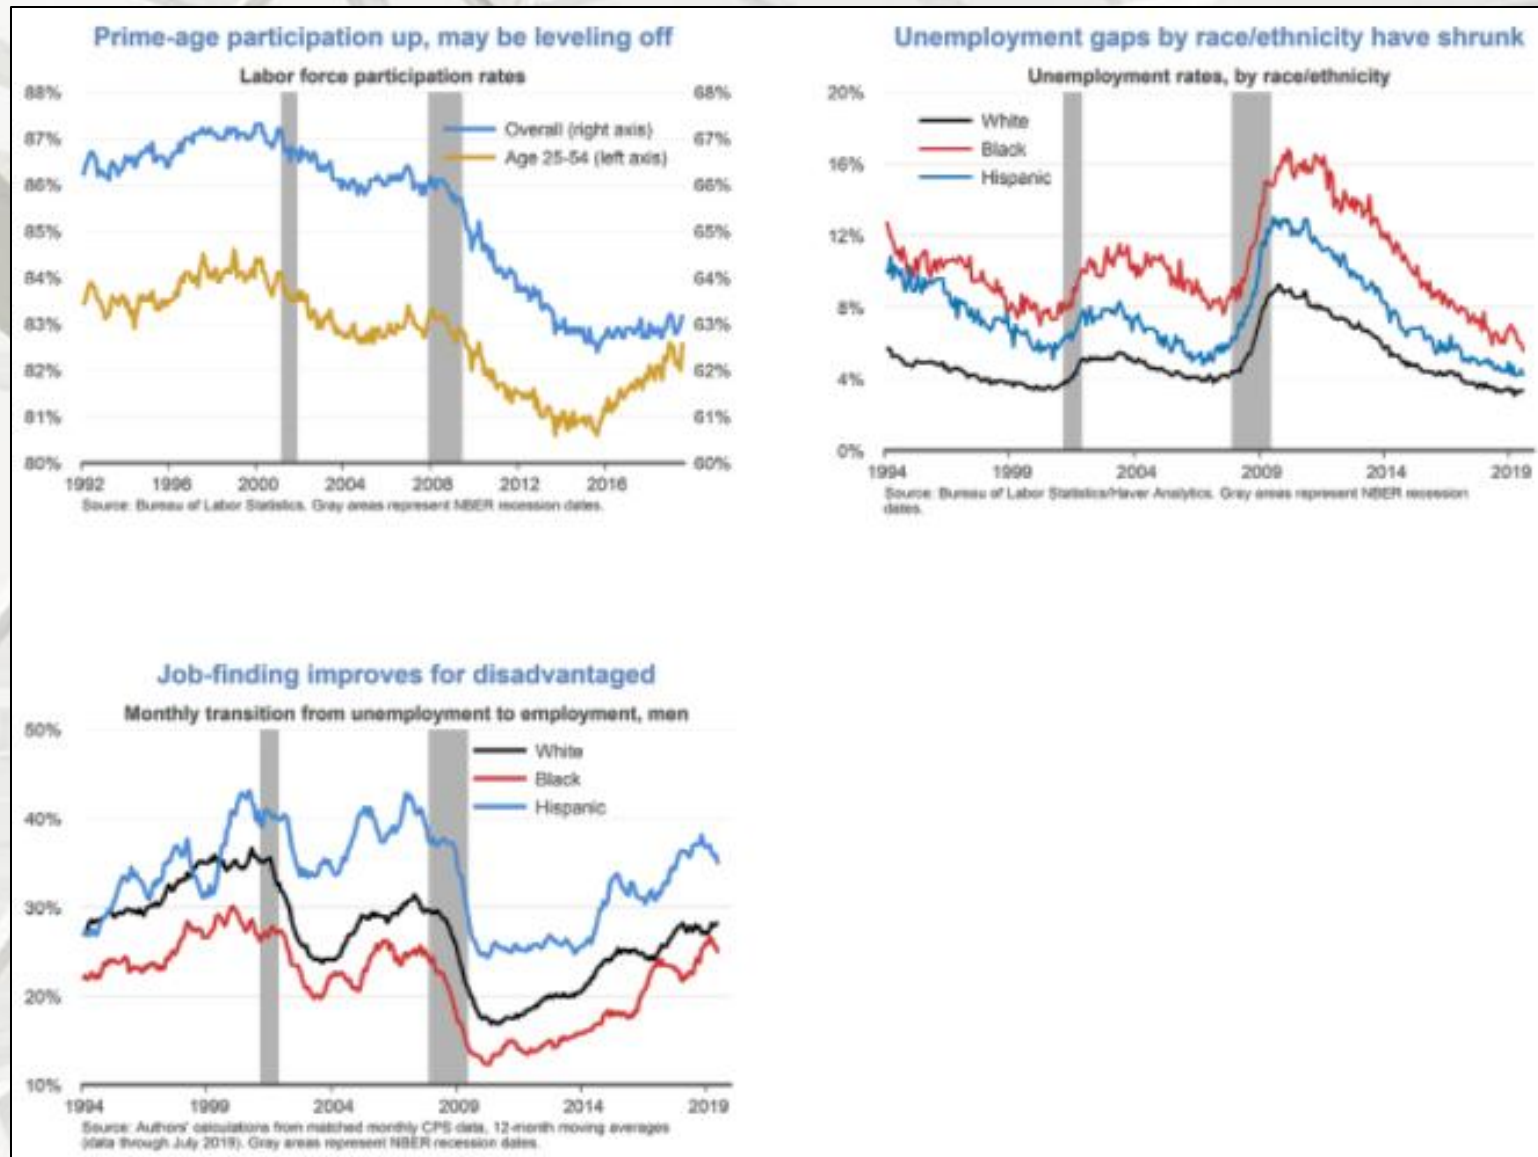 Prime-age participation up, may be leveling off
Labor force participation rates
88%
87%
86%
85%
84%
83%
82%
81%
80%
68%
67%
66%
65%
64%
63%
62%
61%
60%
Overall (right axis)
Age 25-54 (left axis)
1992 1996 2000 2004 2008 2012 2016
Source: Bureau of Labor Statistics. Gray areas represent NBER recession dates.
Unemployment gaps by race/ethnicity have shrunk
Unemployment rates, by race/ethnicity
20%
16%
12%
8%
4%
0%
White
Black
Hispanic
1994 1999 2004 2009 2014 2019
Source: Bureau of Labor Statistics/Haver Analytics. Gray areas represent NBER recession
dates.
Job-finding improves for disadvantaged
Monthly transition from unemployment to employment, men
50%
40%
30%
20%
10%
White
Black
Hispanic
1994 1999 2004 2009 2014 2019
Source: Authors' calculations from matched monthly CPS data, 12-month moving averages
(data through July 2019). Gray areas represent NBER recession dates.